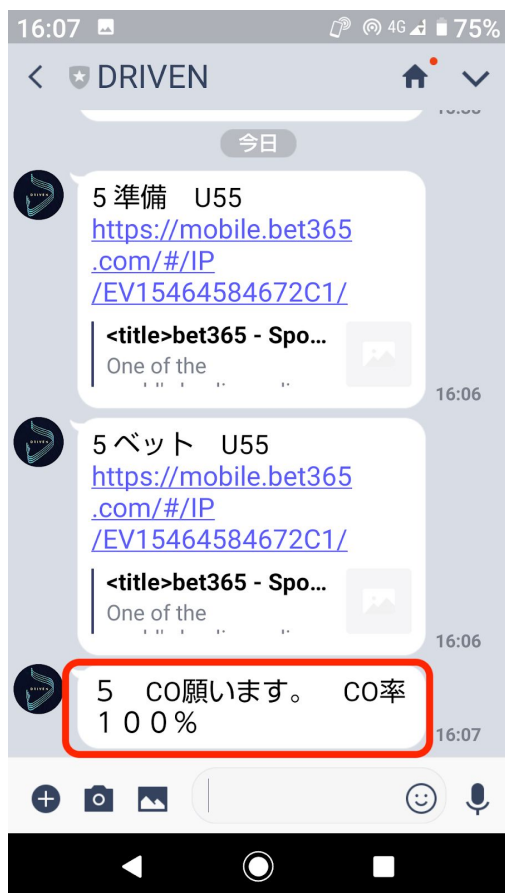 16:07
4G
75%
DRIVEN
今日
5 準備　U55
https://mobile.bet365
.com/#/IP
/EV15464584672C1/
<title>bet365 - Spo...
One of the
16:06
5 ベット　U55
https://mobile.bet365
.com/#/IP
/EV15464584672C1/
<title>bet365 - Spo...
One of the
16:06
５　CO願います。　CO率
１００%
16:07